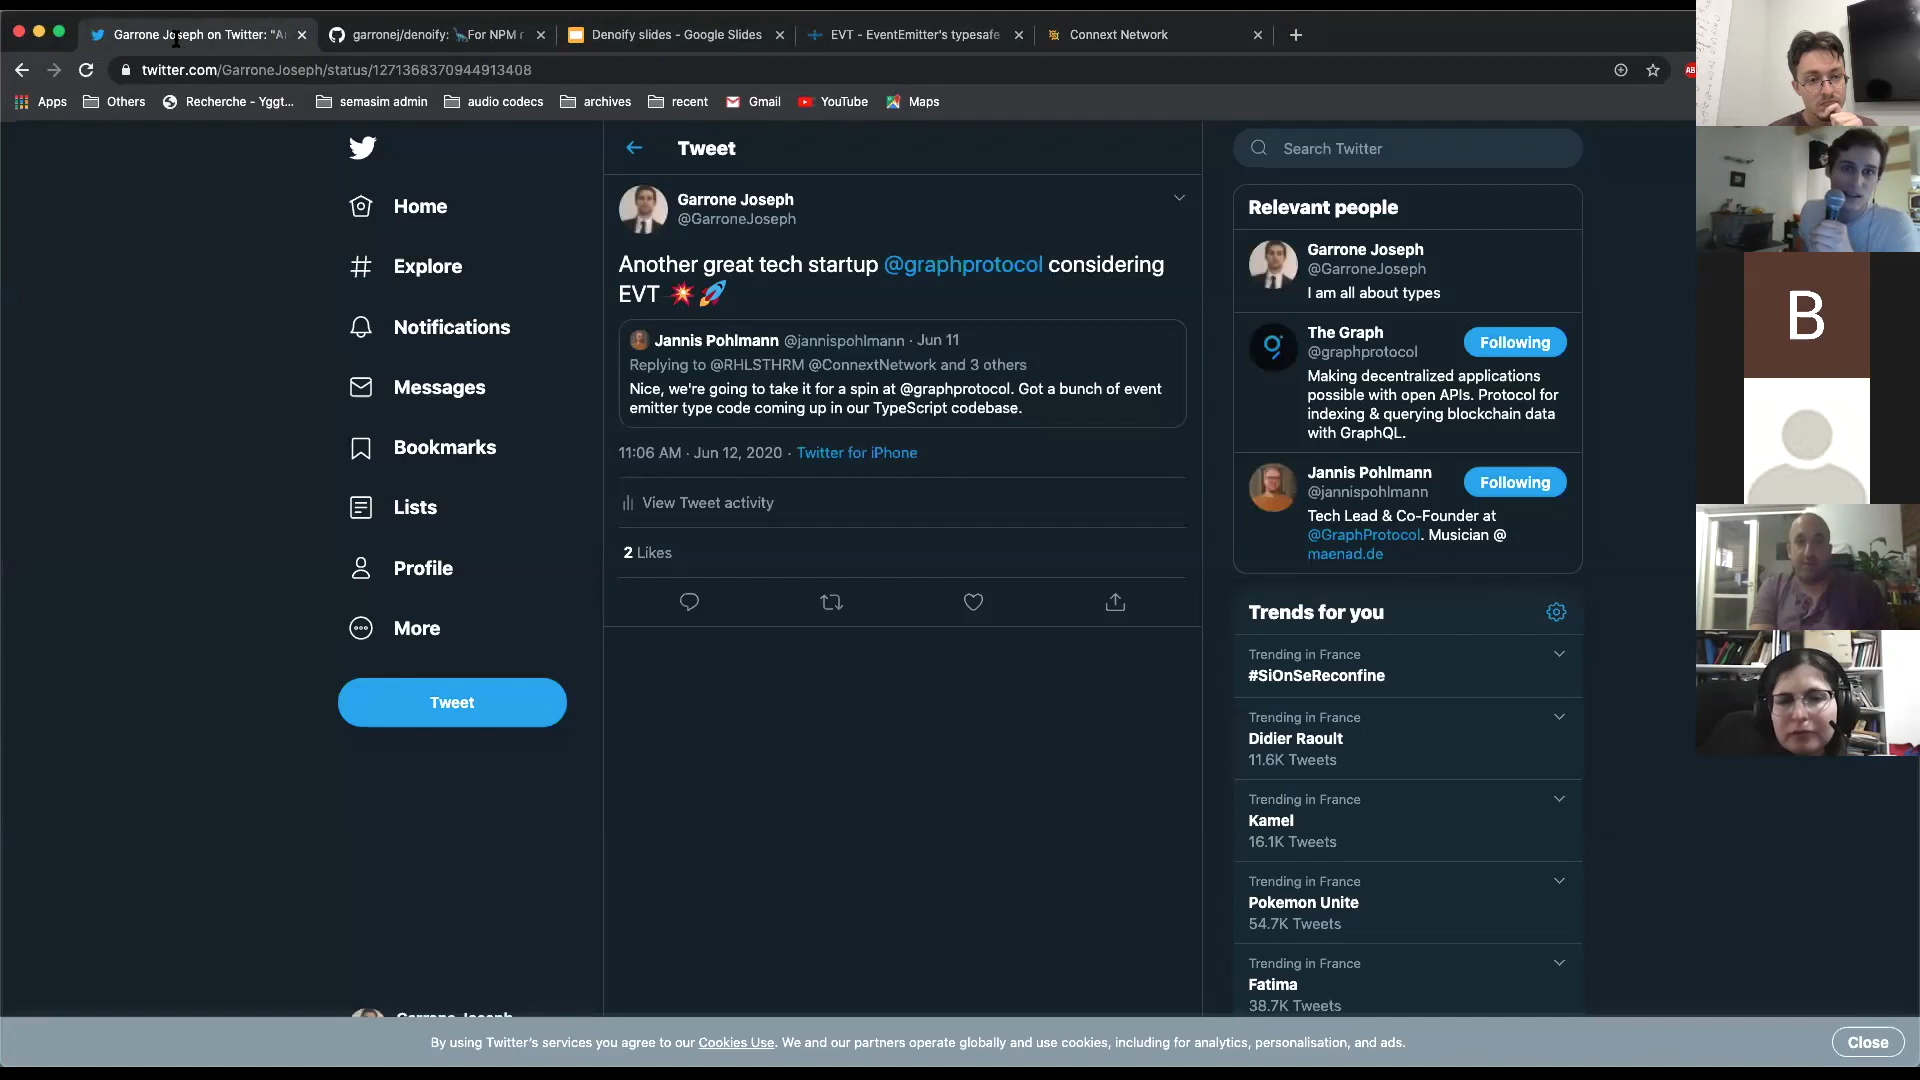 Garrone Joseph on Twitter: "A
garronej/denoify: For NPM
Denoify slides - Google Slides
EVT - EventEmitter's typesafe
Connext Network
twitter.com/GarroneJoseph/status/1271368370944913408
Apps
Others
Recherche - Yggt...
semasim admin
audio codecs
archives
recent
Gmail
YouTube
Maps
Home
Explore
Notifications
Messages
Bookmarks
Lists
Profile
More
Tweet
Garrone Joseph
Tweet
Garrone Joseph
@GarroneJoseph
Another great tech startup @graphprotocol considering
EVT 💥🚀
Jannis Pohlmann @jannispohlmann · Jun 11
Replying to @RHLSTHRM @ConnextNetwork and 3 others
Nice, we're going to take it for a spin at @graphprotocol. Got a bunch of event
emitter type code coming up in our TypeScript codebase.
11:06 AM · Jun 12, 2020 · Twitter for iPhone
View Tweet activity
2 Likes
Search Twitter
Relevant people
Garrone Joseph
@GarroneJoseph
I am all about types
The Graph
@graphprotocol
Following
Making decentralized applications
possible with open APIs. Protocol for
indexing & querying blockchain data
with GraphQL.
Jannis Pohlmann
@jannispohlmann
Following
Tech Lead & Co-Founder at
@GraphProtocol. Musician @
maenad.de
Trends for you
Trending in France
#SiOnSeReconfine
Trending in France
Didier Raoult
11.6K Tweets
Trending in France
Kamel
16.1K Tweets
Trending in France
Pokemon Unite
54.7K Tweets
Trending in France
Fatima
38.7K Tweets
By using Twitter's services you agree to our Cookies Use. We and our partners operate globally and use cookies, including for analytics, personalisation, and ads.
Close
AB
B